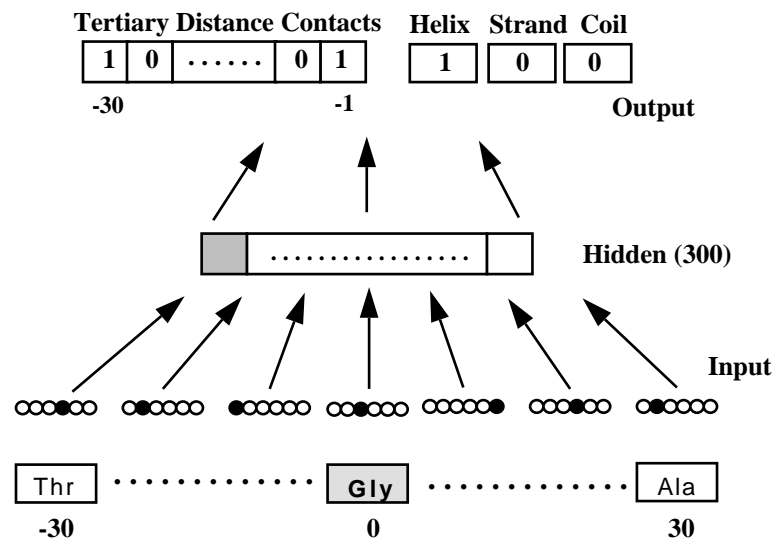 Tertiary Distance Contacts Helix Strand Coil
1 0 ...... 0 1 1 0 0
-30 -1 Output
Hidden (300)
.................
Input
Thr ............. Gly ............. Ala
-30 0 30